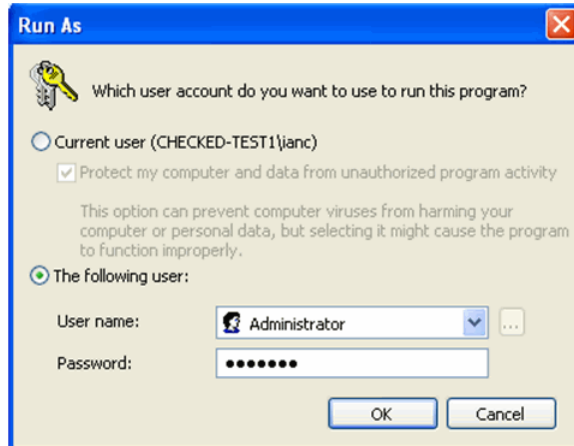 Run As
Which user account do you want to use to run this program?
Current user (CHECKED-TEST1\ianc)
Protect my computer and data from unauthorized program activity
This option can prevent computer viruses from harming your
computer or personal data, but selecting it might cause the program
to function improperly.
The following user:
User name: Administrator ...
Password: •••••••
OK Cancel